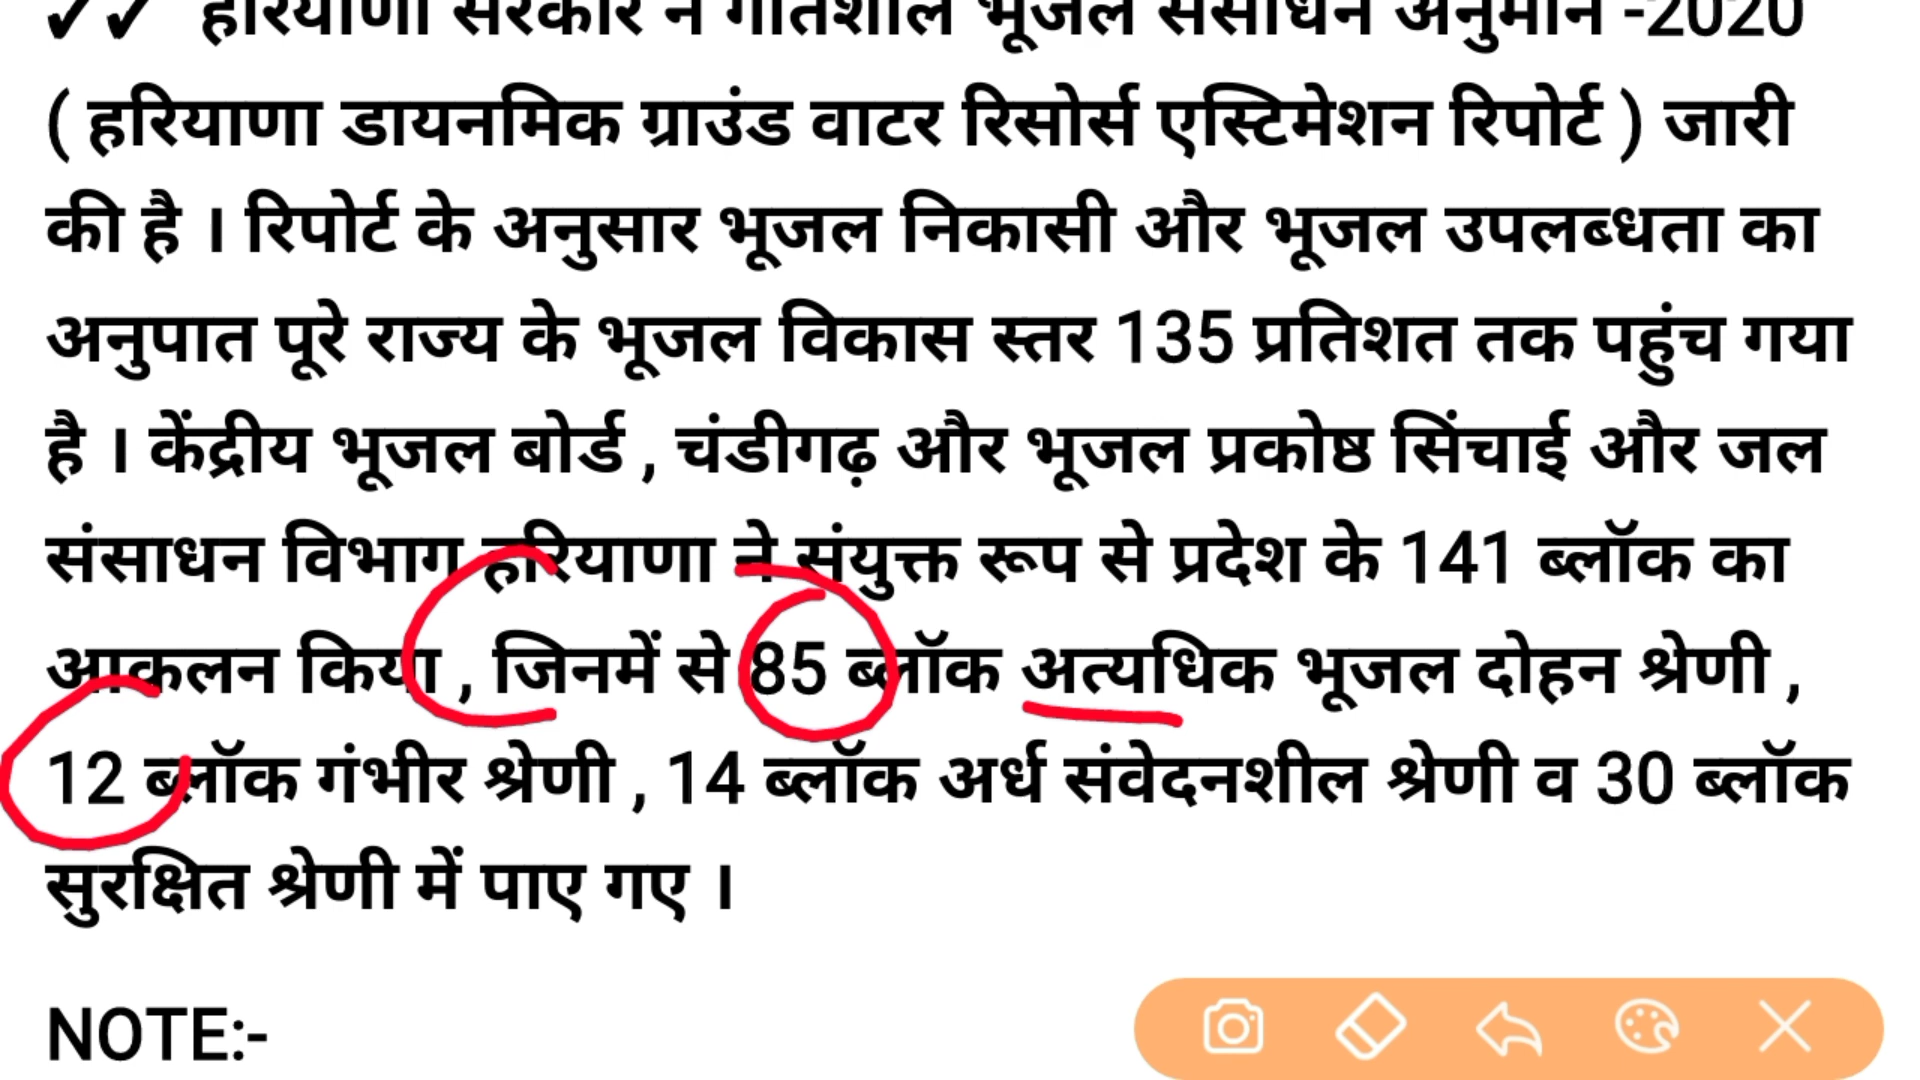 ✓✓ हरियाणा सरकार ने गतिशील भूजल संसाधन अनुमान -2020
( हरियाणा डायनमिक ग्राउंड वाटर रिसोर्स एस्टिमेशन रिपोर्ट ) जारी
की है । रिपोर्ट के अनुसार भूजल निकासी और भूजल उपलब्धता का
अनुपात पूरे राज्य के भूजल विकास स्तर 135 प्रतिशत तक पहुंच गया
है । केंद्रीय भूजल बोर्ड , चंडीगढ़ और भूजल प्रकोष्ठ सिंचाई और जल
संसाधन विभाग हरियाणा ने संयुक्त रूप से प्रदेश के 141 ब्लॉक का
आकलन किया , जिनमें से 85 ब्लॉक अत्यधिक भूजल दोहन श्रेणी ,
12 ब्लॉक गंभीर श्रेणी , 14 ब्लॉक अर्ध संवेदनशील श्रेणी व 30 ब्लॉक
सुरक्षित श्रेणी में पाए गए ।
NOTE:-